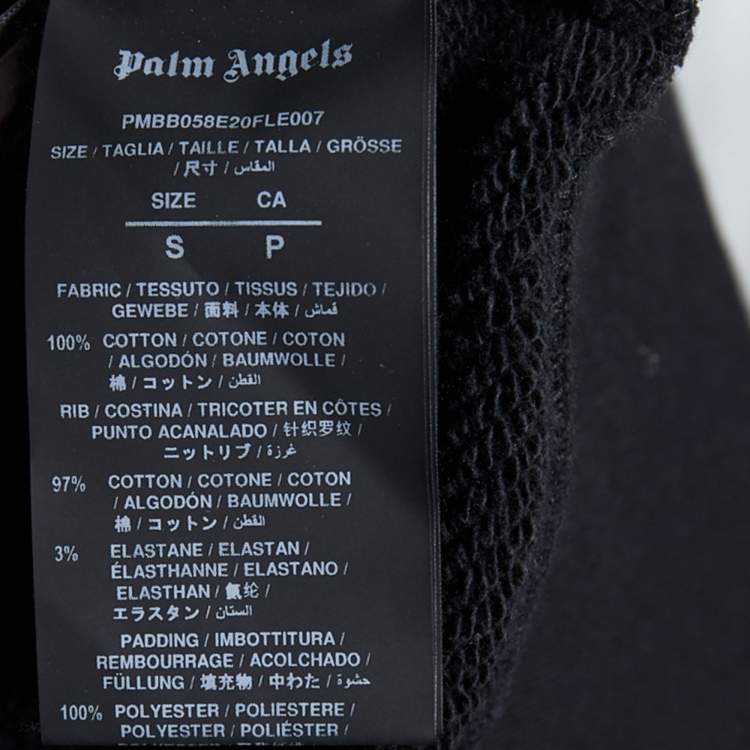 Palm Angels
PMBB058E20FLE007
SIZE / TAGLIA / TAILLE / TALLA / GRÖSSE
/ 尺寸 / المقاس /
SIZE CA
S P
FABRIC / TESSUTO / TISSUS / TEJIDO /
GEWEBE / 面料 / 本体 / قماش /
100% COTTON / COTONE / COTON
/ ALGODÓN / BAUMWOLLE /
棉 / コットン / القطن /
RIB / COSTINA / TRICOTER EN CÔTES /
PUNTO ACANALADO / 针织罗纹 /
ニットリブ / غرزة /
97% COTTON / COTONE / COTON
/ ALGODÓN / BAUMWOLLE /
棉 / コットン / القطن /
3% ELASTANE / ELASTAN /
ÉLASTHANNE / ELASTANO /
ELASTHAN / 氨纶 /
エラスタン / الستان /
PADDING / IMBOTTITURA /
REMBOURRAGE / ACOLCHADO /
FÜLLUNG / 填充物 / 中わた / حشوة /
100% POLYESTER / POLIESTERE /
POLYESTER / POLIÉSTER /